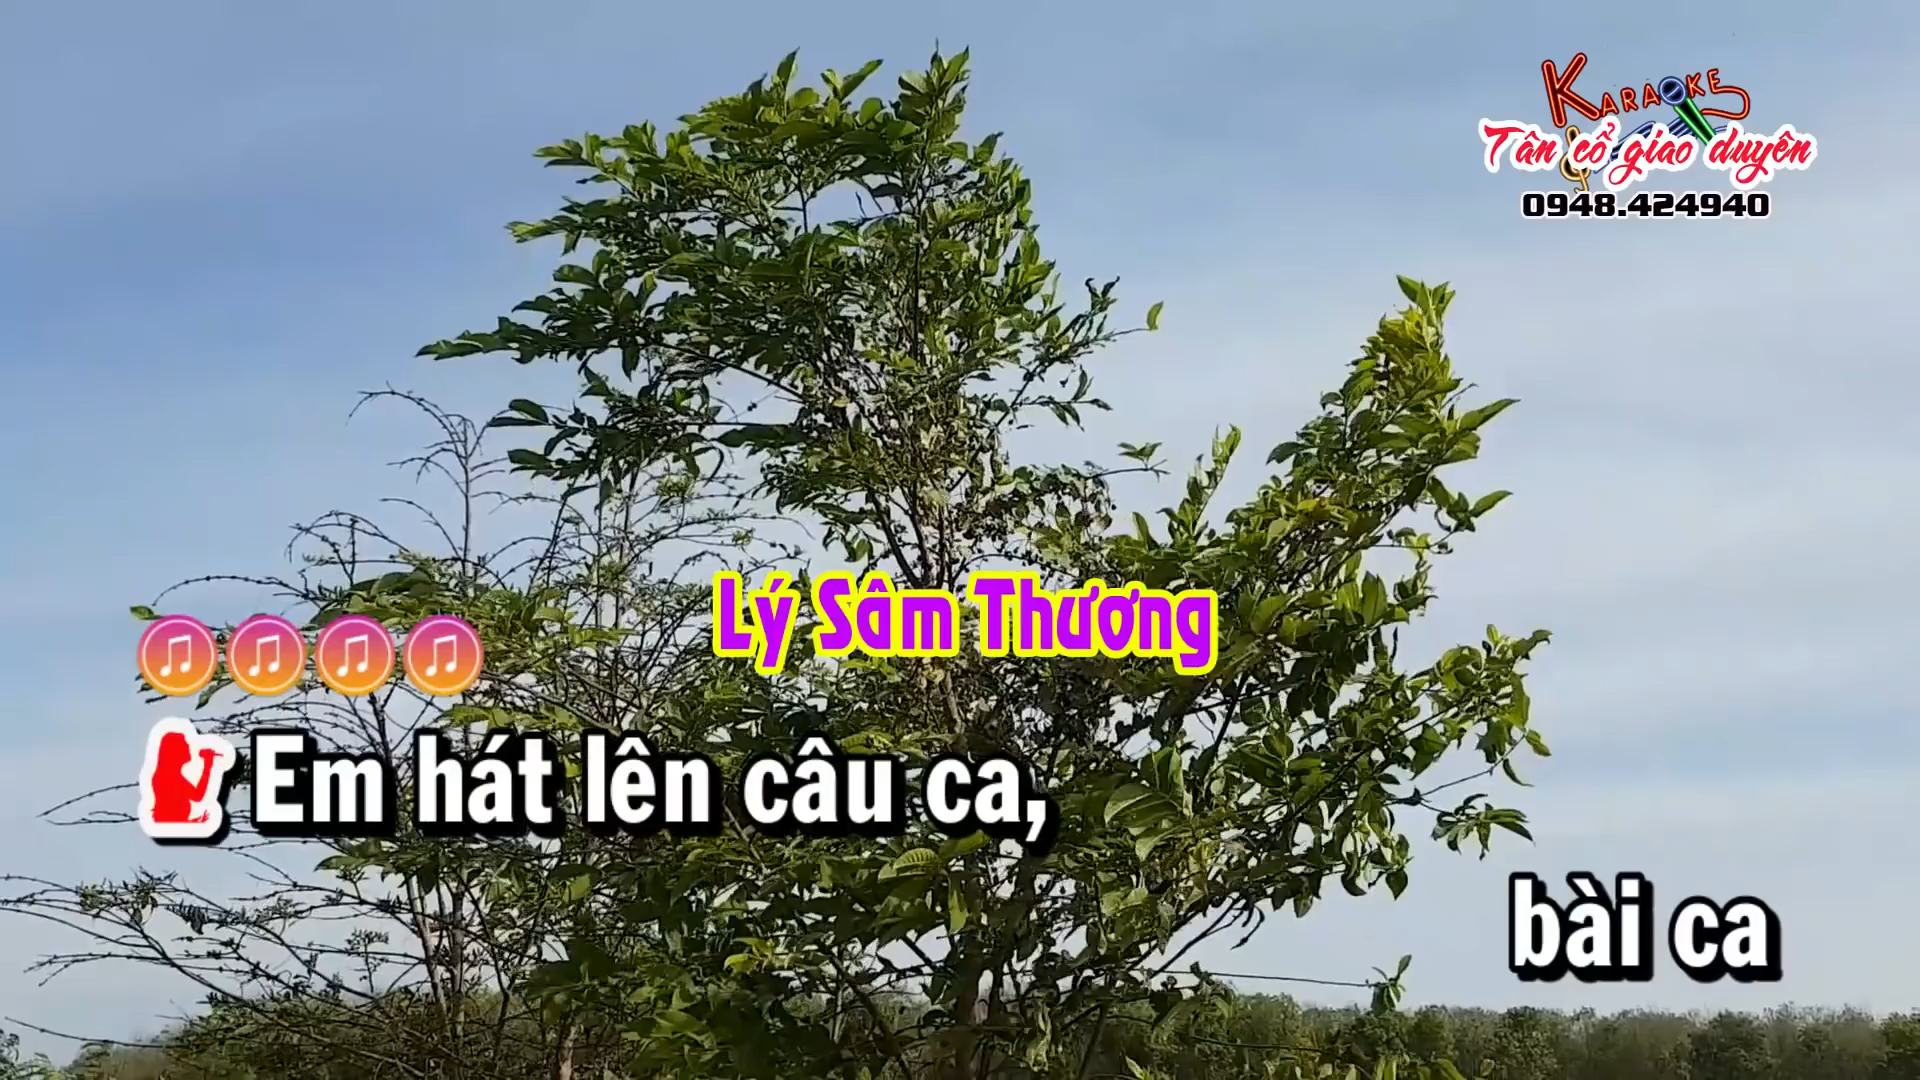 KARAOKE
Tân cổ giao duyên
0948.424940
Lý Sâm Thương
Em hát lên câu ca,
bài ca